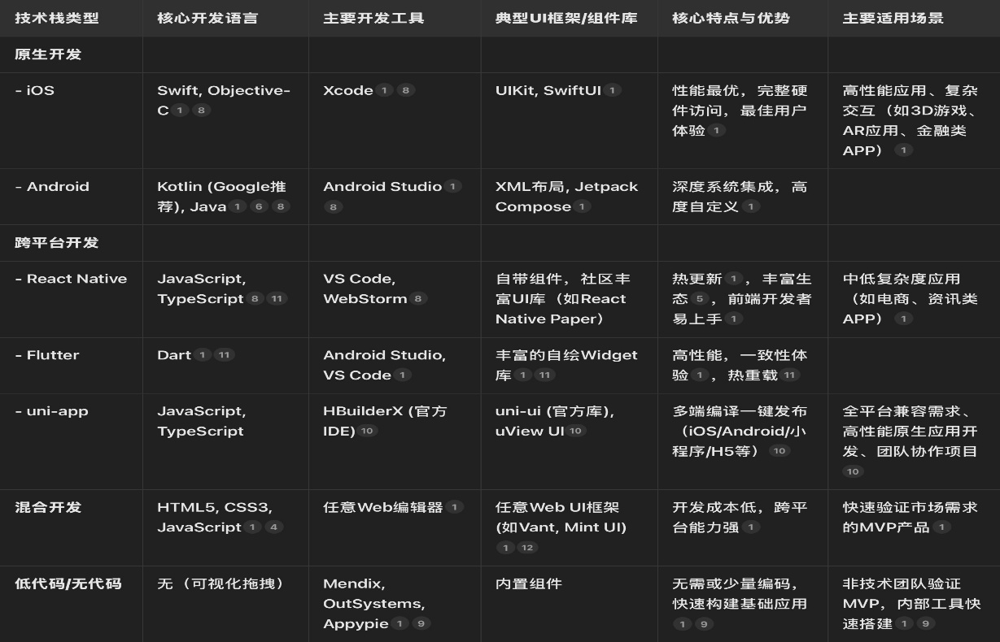 技术栈类型 核心开发语言 主要开发工具 典型UI框架/组件库 核心特点与优势 主要适用场景
原生开发
- iOS
Swift, Objective-
C 1 8
Xcode 1 8
UIKit, SwiftUI 1
性能最优，完整硬
件访问，最佳用户
体验 1
高性能应用、复杂
交互（如3D游戏、
AR应用、金融类
APP） 1
- Android
Kotlin (Google推
荐), Java 1 6 8
Android Studio 1
8
XML布局, Jetpack
Compose 1
深度系统集成，高
度自定义 1
跨平台开发
- React Native
JavaScript,
TypeScript 8 11
VS Code,
WebStorm 8
自带组件，社区丰
富UI库（如React
Native Paper）
热更新 1 ，丰富生
态 5 ，前端开发者
易上手 1
中低复杂度应用
（如电商、资讯类
APP） 1
- Flutter
Dart 1 11
Android Studio,
VS Code 1
丰富的自绘Widget
库 1 11
高性能，一致性体
验 1 ，热重载 11
- uni-app
JavaScript,
TypeScript
HBuilderX (官方
IDE) 10
uni-ui (官方库),
uView UI 10
多端编译一键发布
（iOS/Android/小
程序/H5等） 10
全平台兼容需求、
高性能原生应用开
发、团队协作项目
10
混合开发
HTML5, CSS3,
JavaScript 1 4
任意Web编辑器 1
任意Web UI框架
(如Vant, Mint UI)
1 12
开发成本低，跨平
台能力强 1
快速验证市场需求
的MVP产品 1
低代码/无代码
无（可视化拖拽）
Mendix,
OutSystems,
Appypie 1 9
内置组件
无需或少量编码，
快速构建基础应用
1 9
非技术团队验证
MVP，内部工具快
速搭建 1 9